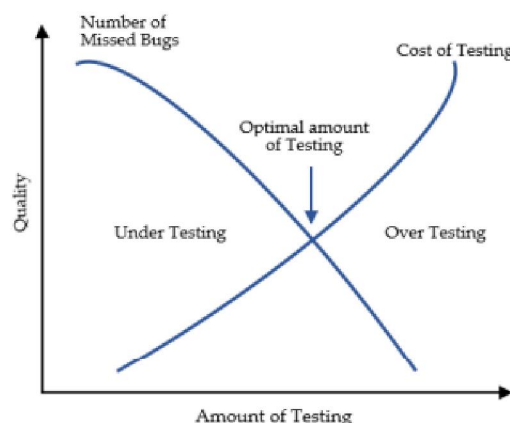 Number of
Missed Bugs
Cost of Testing
Optimal amount
of Testing
Quality
Under Testing
Over Testing
Amount of Testing